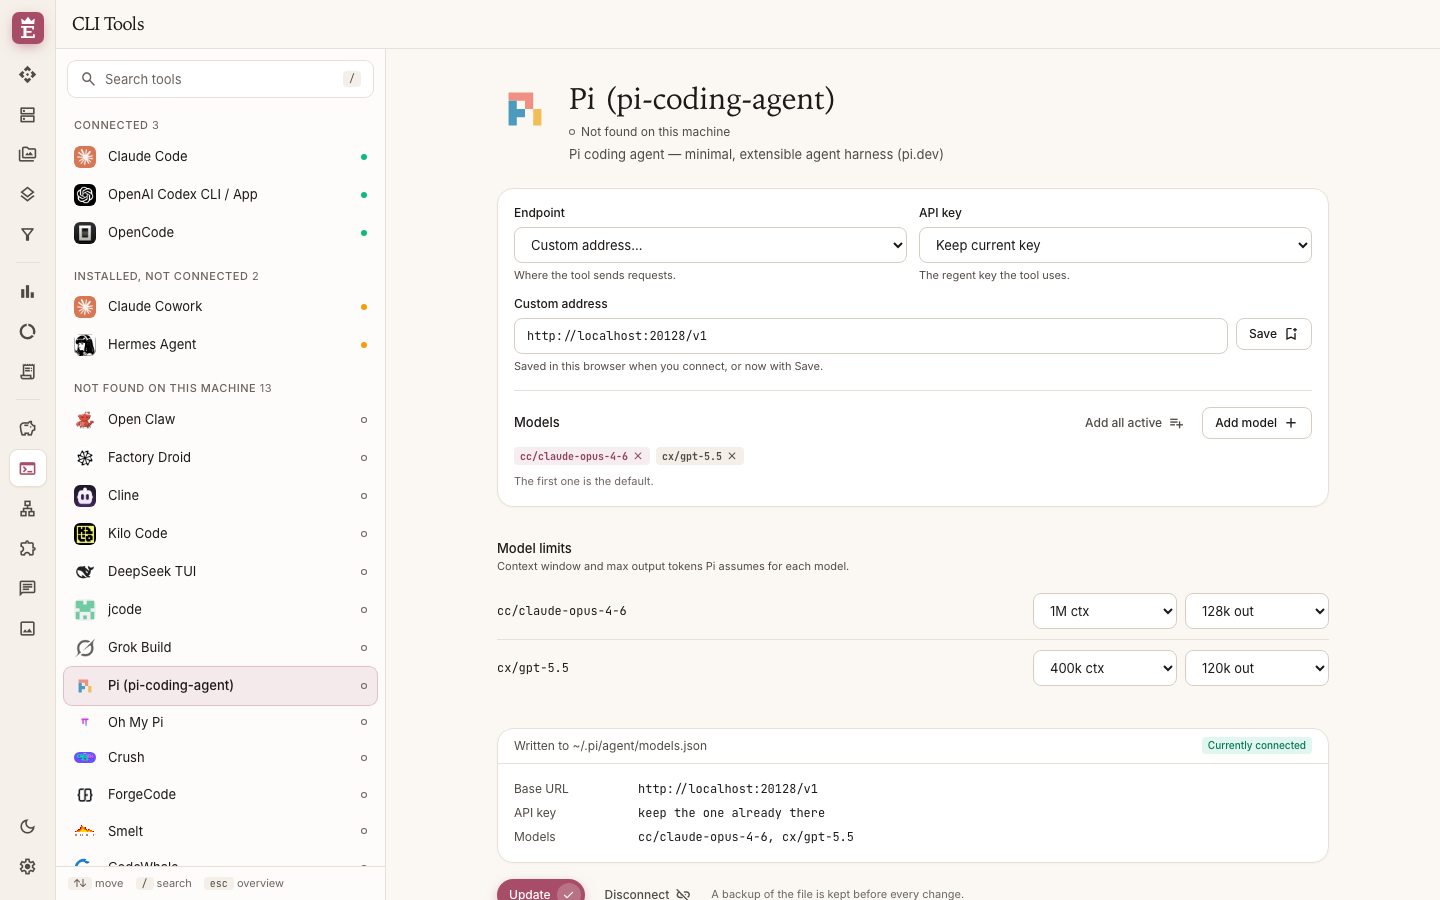 CLI Tools
Search tools /
CONNECTED 3
Claude Code
OpenAI Codex CLI / App
OpenCode
INSTALLED, NOT CONNECTED 2
Claude Cowork
Hermes Agent
NOT FOUND ON THIS MACHINE 13
Open Claw
Factory Droid
Cline
Kilo Code
DeepSeek TUI
jcode
Grok Build
Pi (pi-coding-agent)
Oh My Pi
Crush
ForgeCode
Smelt
CodeWhale
↑↓ move / search esc overview
Pi (pi-coding-agent)
Not found on this machine
Pi coding agent — minimal, extensible agent harness (pi.dev)
Endpoint
Custom address...
Where the tool sends requests.
API key
Keep current key
The regent key the tool uses.
Custom address
http://localhost:20128/v1
Save
Saved in this browser when you connect, or now with Save.
Models
Add all active
Add model
cc/claude-opus-4-6 ×
cx/gpt-5.5 ×
The first one is the default.
Model limits
Context window and max output tokens Pi assumes for each model.
cc/claude-opus-4-6 1M ctx 128k out
cx/gpt-5.5 400k ctx 120k out
Written to ~/.pi/agent/models.json Currently connected
Base URL http://localhost:20128/v1
API key keep the one already there
Models cc/claude-opus-4-6, cx/gpt-5.5
Update Disconnect A backup of the file is kept before every change.